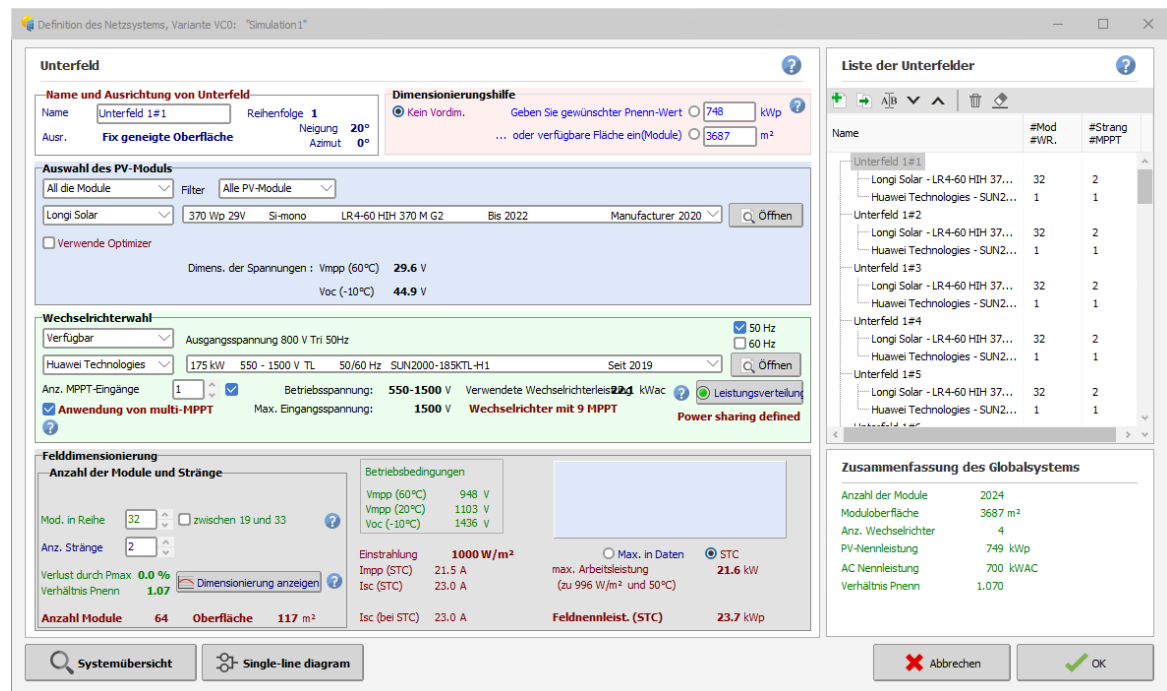 Definition des Netzsystems, Variante VC0: "Simulation1"
Unterfeld
Name und Ausrichtung von Unterfeld
Name Unterfeld 1#1 Reihenfolge 1
Ausr. Fix geneigte Oberfläche Neigung 20°
Azimut 0°
Dimensionierungshilfe
Kein Vordim. Geben Sie gewünschter Pnenn-Wert 748 kWp
... oder verfügbare Fläche ein(Module) 3687 m²
Auswahl des PV-Moduls
All die Module Filter Alle PV-Module
Longi Solar 370 Wp 29V Si-mono LR4-60 HIH 370 M G2 Bis 2022 Manufacturer 2020 Öffnen
Verwende Optimizer
Dimens. der Spannungen : Vmpp (60°C) 29.6 V
Voc (-10°C) 44.9 V
Wechselrichterwahl
Verfügbar Ausgangsspannung 800 V Tri 50Hz
50 Hz
60 Hz
Huawei Technologies 175 kW 550 - 1500 V TL 50/60 Hz SUN2000-185KTL-H1 Seit 2019 Öffnen
Anz. MPPT-Eingänge 1 Betriebsspannung: 550-1500 V Verwendete Wechselrichterleistung 22.1 kWac Leistungsverteilung
Anwendung von multi-MPPT Max. Eingangsspannung: 1500 V Wechselrichter mit 9 MPPT
Power sharing defined
Felddimensionierung
Anzahl der Module und Stränge
Mod. in Reihe 32 zwischen 19 und 33
Anz. Stränge 2
Verlust durch Pmax 0.0 %
Verhältnis Pnenn 1.07
Dimensionierung anzeigen
Anzahl Module 64 Oberfläche 117 m²
Betriebsbedingungen
Vmpp (60°C) 948 V
Vmpp (20°C) 1103 V
Voc (-10°C) 1436 V
Einstrahlung 1000 W/m² Max. in Daten STC
Impp (STC) 21.5 A max. Arbeitsleistung 21.6 kW
Isc (STC) 23.0 A (zu 996 W/m² und 50°C)
Isc (bei STC) 23.0 A Feldnennleist. (STC) 23.7 kWp
Systemübersicht
Single-line diagram
Liste der Unterfelder
Name #Mod #Strang
#WR. #MPPT
Unterfeld 1#1
Longi Solar - LR4-60 HIH 37... 32 2
Huawei Technologies - SUN2... 1 1
Unterfeld 1#2
Longi Solar - LR4-60 HIH 37... 32 2
Huawei Technologies - SUN2... 1 1
Unterfeld 1#3
Longi Solar - LR4-60 HIH 37... 32 2
Huawei Technologies - SUN2... 1 1
Unterfeld 1#4
Longi Solar - LR4-60 HIH 37... 32 2
Huawei Technologies - SUN2... 1 1
Unterfeld 1#5
Longi Solar - LR4-60 HIH 37... 32 2
Huawei Technologies - SUN2... 1 1
Zusammenfassung des Globalsystems
Anzahl der Module 2024
Moduloberfläche 3687 m²
Anz. Wechselrichter 4
PV-Nennleistung 749 kWp
AC Nennleistung 700 kWAC
Verhältnis Pnenn 1.070
Abbrechen
OK